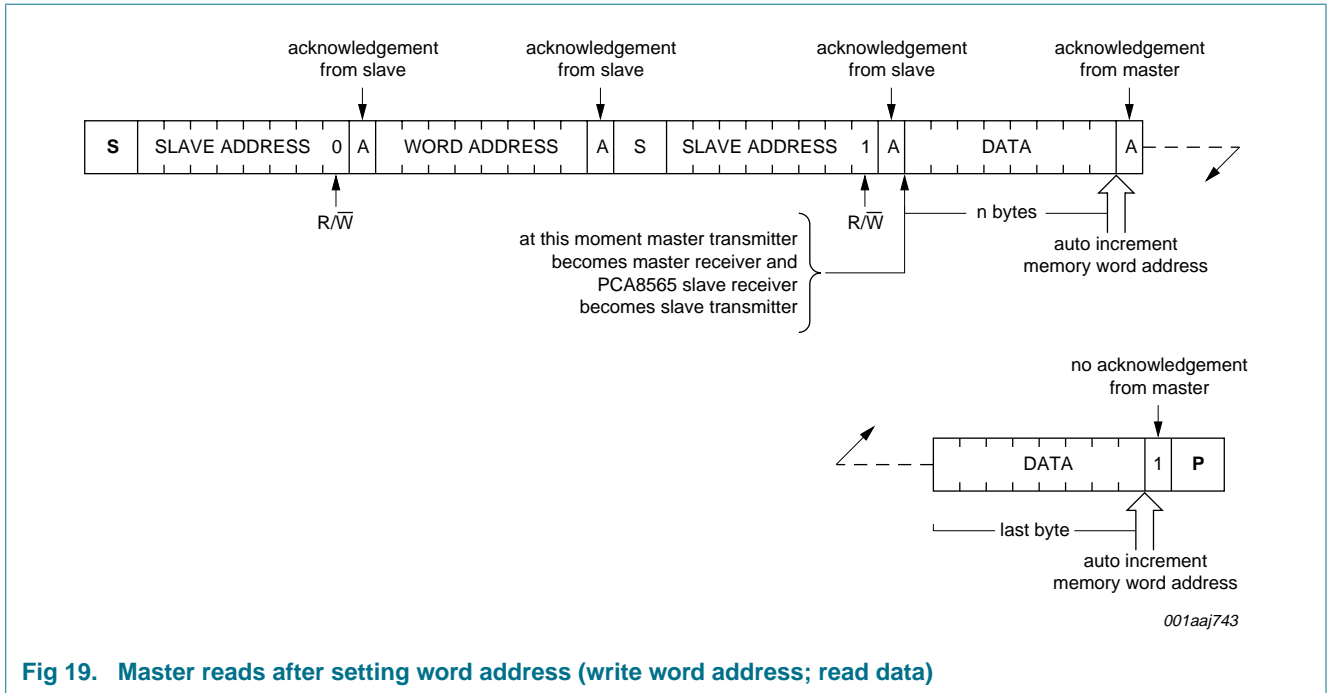 acknowledgement
from slave
acknowledgement
from slave
acknowledgement
from slave
acknowledgement
from master
S SLAVE ADDRESS 0 A WORD ADDRESS A S SLAVE ADDRESS 1 A DATA A
R/W̅
R/W̅
n bytes
at this moment master transmitter
becomes master receiver and
PCA8565 slave receiver
becomes slave transmitter
auto increment
memory word address
no acknowledgement
from master
DATA 1 P
last byte
auto increment
memory word address
001aaj743
Fig 19. Master reads after setting word address (write word address; read data)